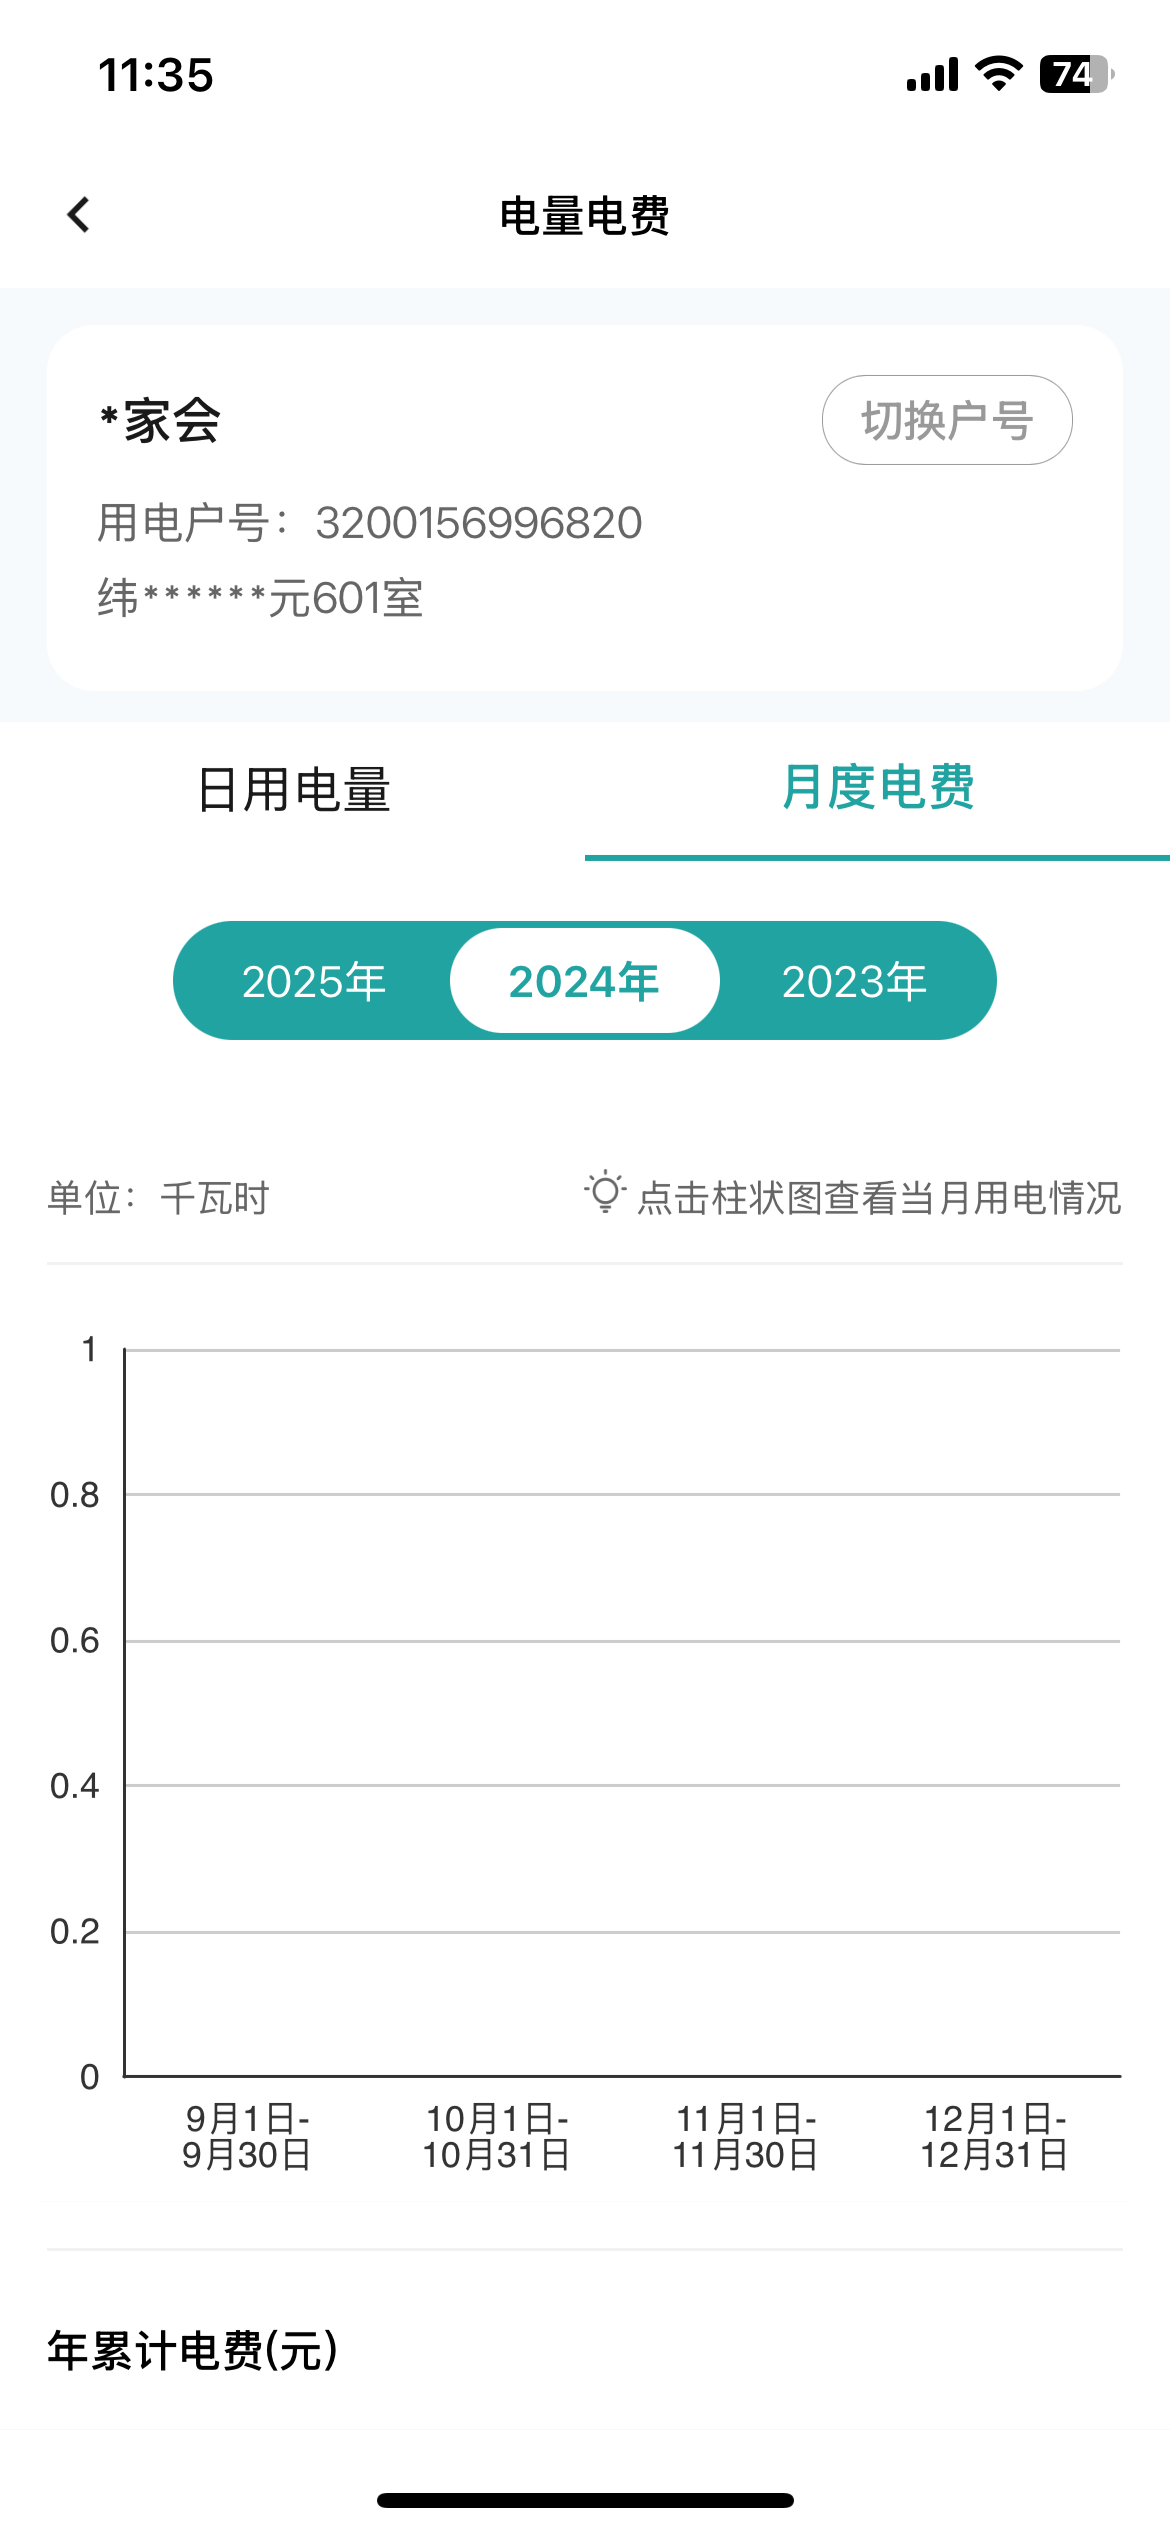 11:35
74
电量电费
*家会
切换户号
用电户号：3200156996820
纬******元601室
日用电量
月度电费
2025年
2024年
2023年
单位：千瓦时
点击柱状图查看当月用电情况
1
0.8
0.6
0.4
0.2
0
9月1日-
9月30日
10月1日-
10月31日
11月1日-
11月30日
12月1日-
12月31日
年累计电费(元)